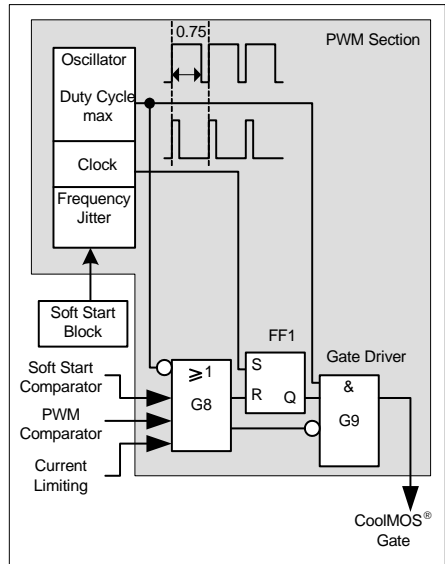 0.75
PWM Section
Oscillator
Duty Cycle
max
Clock
Frequency
Jitter
Soft Start
Block
FF1
Gate Driver
Soft Start
Comparator
PWM
Comparator
Current
Limiting
≥1
G8
S
R
Q
&
G9
CoolMOS®
Gate